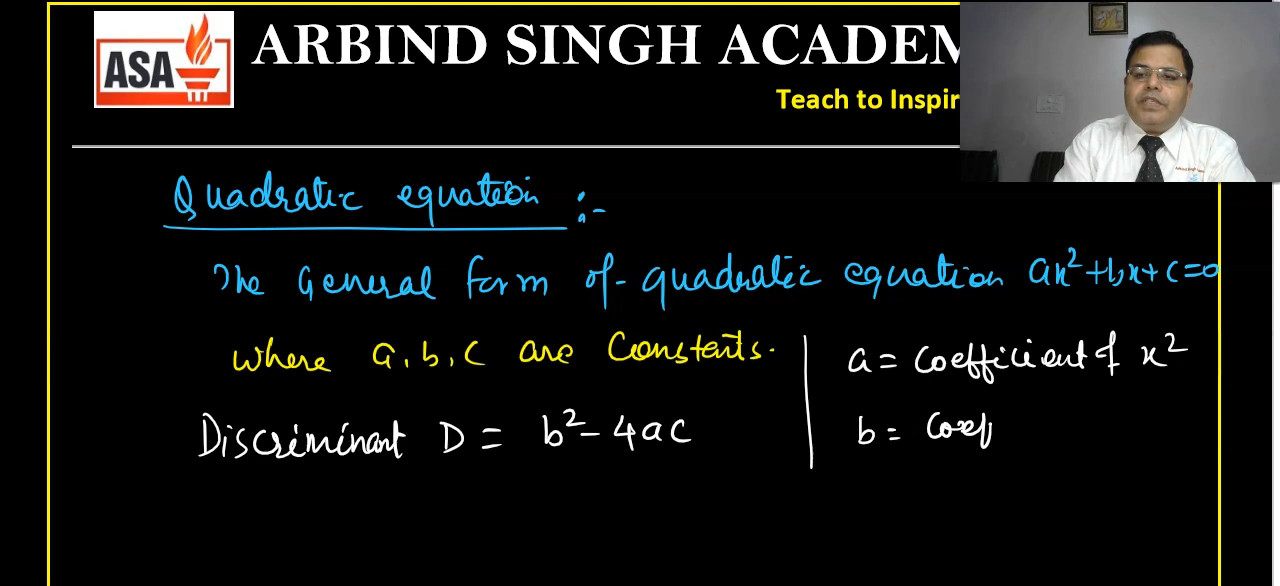 ASA
ARBIND SINGH ACADEM
Teach to Inspir
Quadratic equation :-
The General form of quadratic equation ax²+bx+c=0
where a, b, c are Constants.
Discriminant D = b²-4ac
a = coefficient of x²
b = Coef